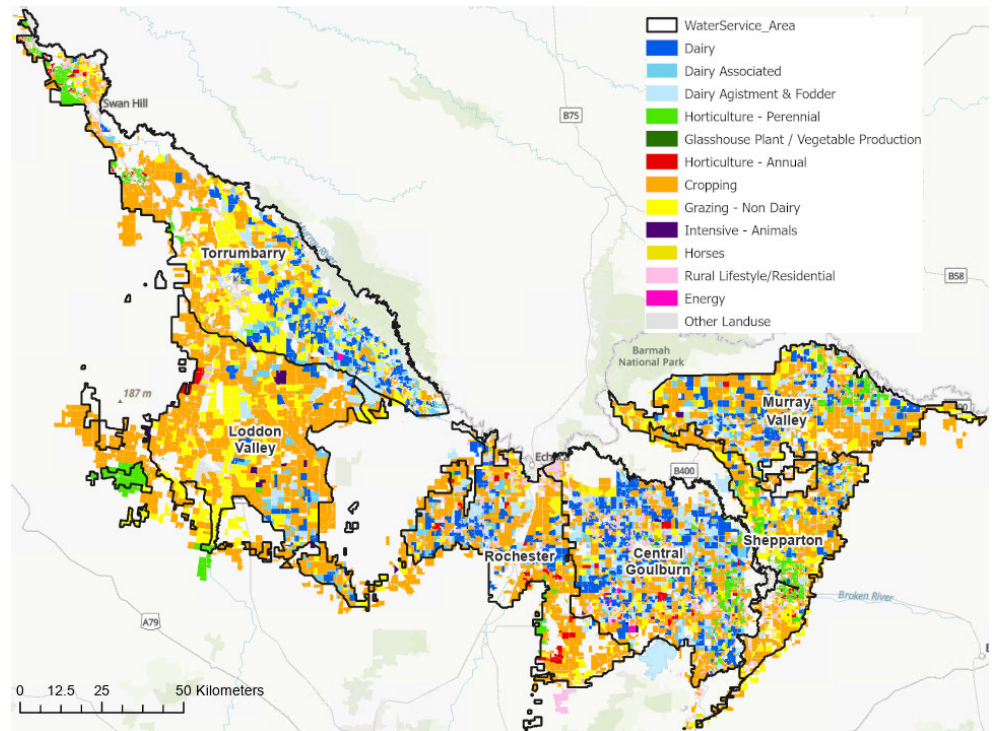 WaterService_Area
Dairy
Dairy Associated
Dairy Agistment & Fodder
Horticulture - Perennial
Glasshouse Plant / Vegetable Production
Horticulture - Annual
Cropping
Grazing - Non Dairy
Intensive - Animals
Horses
Rural Lifestyle/Residential
Energy
Other Landuse
Swan Hill
B75
Torrumbarry
B58
Barmah
National Park
187 m
Murray
Valley
Loddon
Valley
B400
Shepparton
Rochester
Central
Goulburn
Broken River
A79
0 12.5 25 50 Kilometers